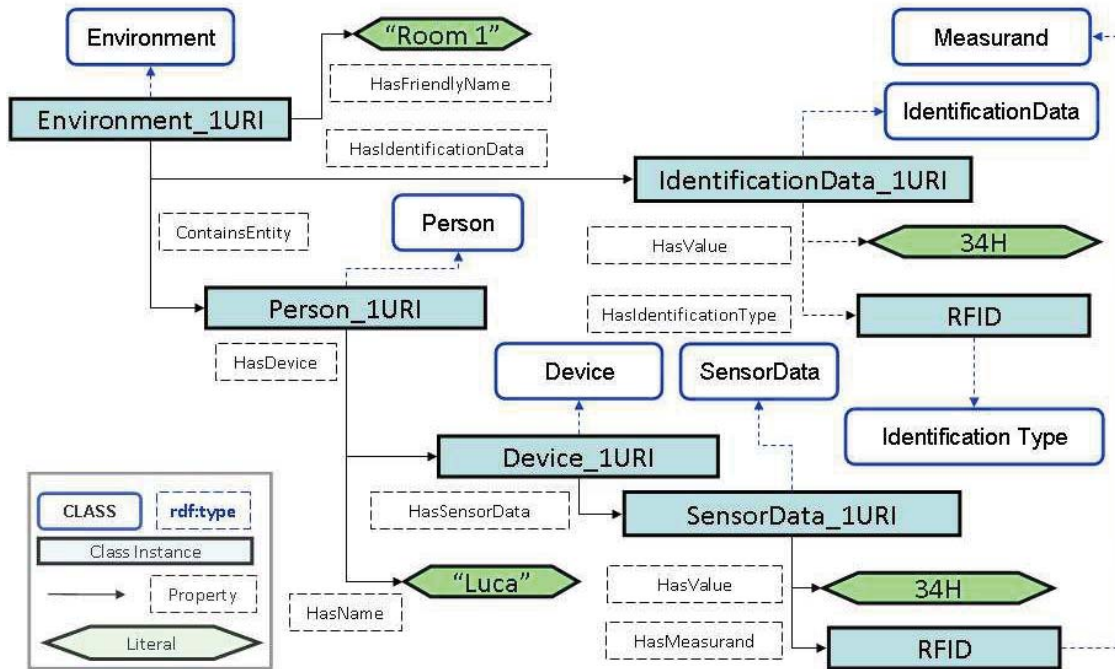 Environment
"Room 1"
Measurand
HasFriendlyName
IdentificationData
Environment_1URI
HasIdentificationData
IdentificationData_1URI
Person
ContainsEntity
HasValue
34H
Person_1URI
HasIdentificationType
RFID
HasDevice
Device
SensorData
Identification Type
Device_1URI
HasSensorData
SensorData_1URI
CLASS
rdf:type
Class Instance
Property
Literal
HasName
"Luca"
HasValue
34H
HasMeasurand
RFID